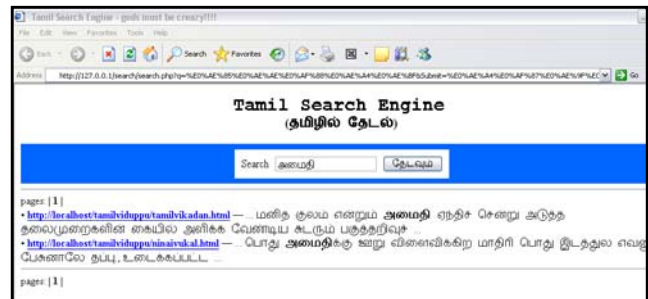 Tamil Search Engine - gods must be creazy!!!!
File Edit View Favorites Tools Help
Back Search Favorites
Address http://127.0.0.1/search/search.php?q=%E0%AE%85%E0%AE%AE%E0%AF%88%E0%AE%A4%E0%AE%BF&Submit=%E0%AE%A4%E0%AF%87%E0%AE%9F%E0 Go
Tamil Search Engine
(தமிழில் தேடல்)
Search அமைதி தேடவும்
pages: |1|
• http://localhost/tamilviduppu/tamilvikadan.html — ... மனித குலம் என்றும் அமைதி ஏந்திச் சென்று அடுத்த
தலைமுறைகளின் கையில் அளிக்க வேண்டிய சுடரும் பகுத்தறிவுச் ...
• http://localhost/tamilviduppu/ninaivukal.html — ... பொது அமைதிக்கு ஊறு விளைவிக்கிற மாதிரி பொது இடத்துல எவனு
பேசுனாலே தப்பு, உடைக்கப்பட்ட ...
pages: |1|